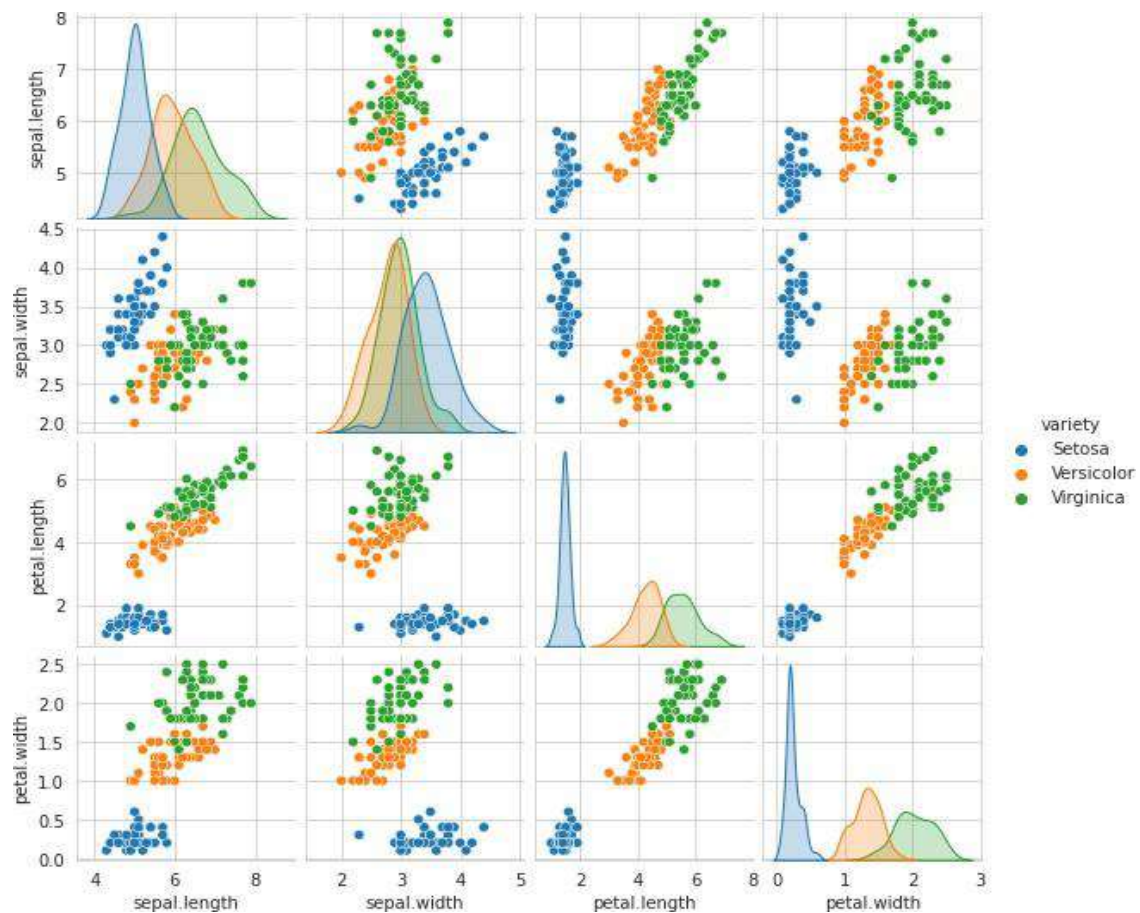 8
7
6
5
sepal.length
4.5
4.0
3.5
3.0
2.5
2.0
sepal.width
variety
Setosa
Versicolor
Virginica
6
4
2
petal.length
2.5
2.0
1.5
1.0
0.5
0.0
petal.width
4 6 8
2 3 4 5
2 4 6 8
0 1 2 3
sepal.length
sepal.width
petal.length
petal.width